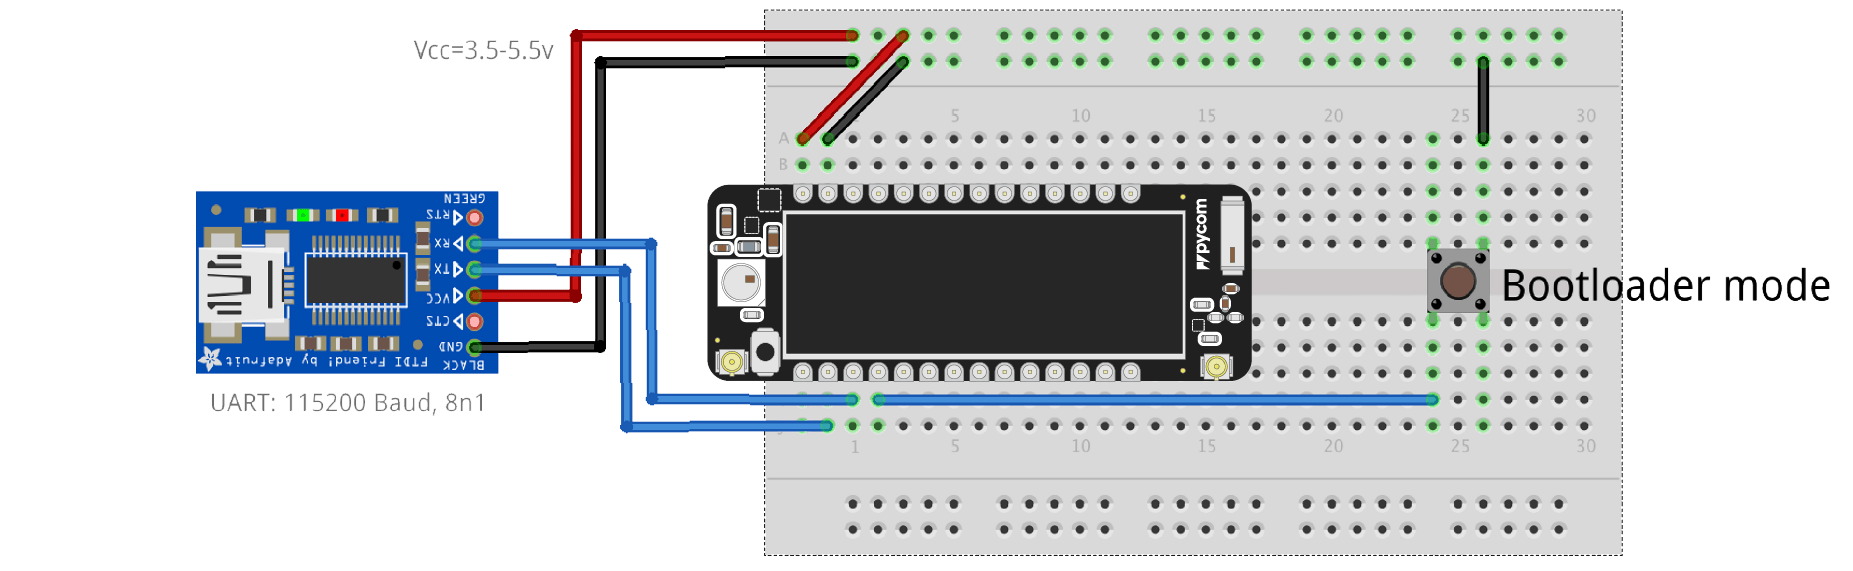 Vcc=3.5-5.5v
5 10 15 20 25 30
A
B
GREEN
RTS
RX
TX
VCC
CTS
GND
BLACK
FTDI Friend! by Adafruit
pycom
Bootloader mode
UART: 115200 Baud, 8n1
1 5 10 15 20 25 30